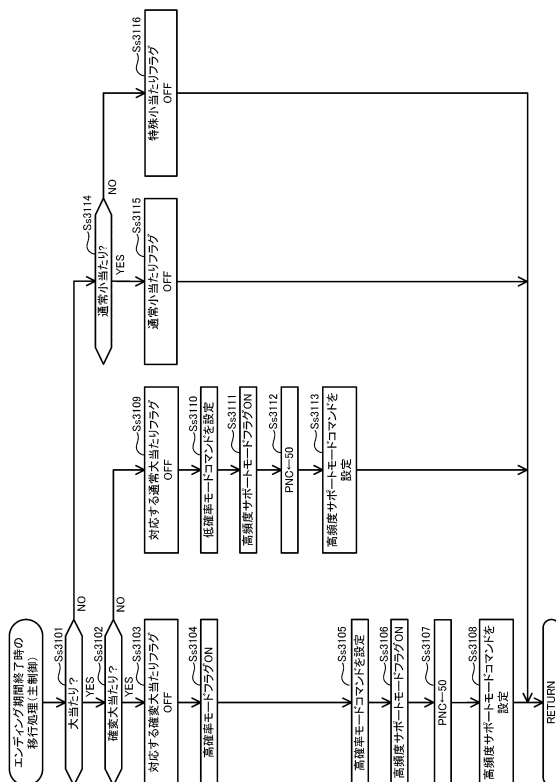 エンディング期間終了時の
移行処理(主制御)
Ss3101
大当たり?
NO
YES
Ss3102
確変大当たり?
NO
YES
Ss3103
対応する確変大当たりフラグ
OFF
Ss3104
高確率モードフラグON
Ss3105
高確率モードコマンドを設定
Ss3106
高頻度サポートモードフラグON
Ss3107
PNC←50
Ss3108
高頻度サポートモードコマンドを
設定
RETURN
Ss3109
対応する通常大当たりフラグ
OFF
Ss3110
低確率モードコマンドを設定
Ss3111
高頻度サポートモードフラグON
Ss3112
PNC←50
Ss3113
高頻度サポートモードコマンドを
設定
Ss3114
通常小当たり?
NO
YES
Ss3115
通常小当たりフラグ
OFF
Ss3116
特殊小当たりフラグ
OFF